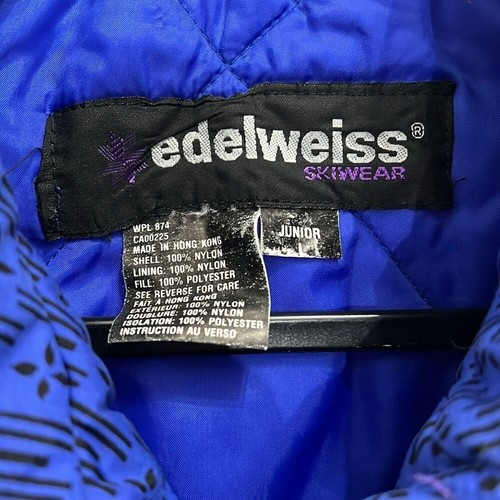 edelweiss®
SKIWEAR
WPL 874
CA00225
MADE IN HONG KONG
SHELL: 100% NYLON
LINING: 100% NYLON
FILL: 100% POLYESTER
SEE REVERSE FOR CARE
FAIT À HONG KONG
EXTÉRIEUR: 100% NYLON
DOUBLURE: 100% NYLON
ISOLATION: 100% POLYESTER
INSTRUCTION AU VERSO
JUNIOR